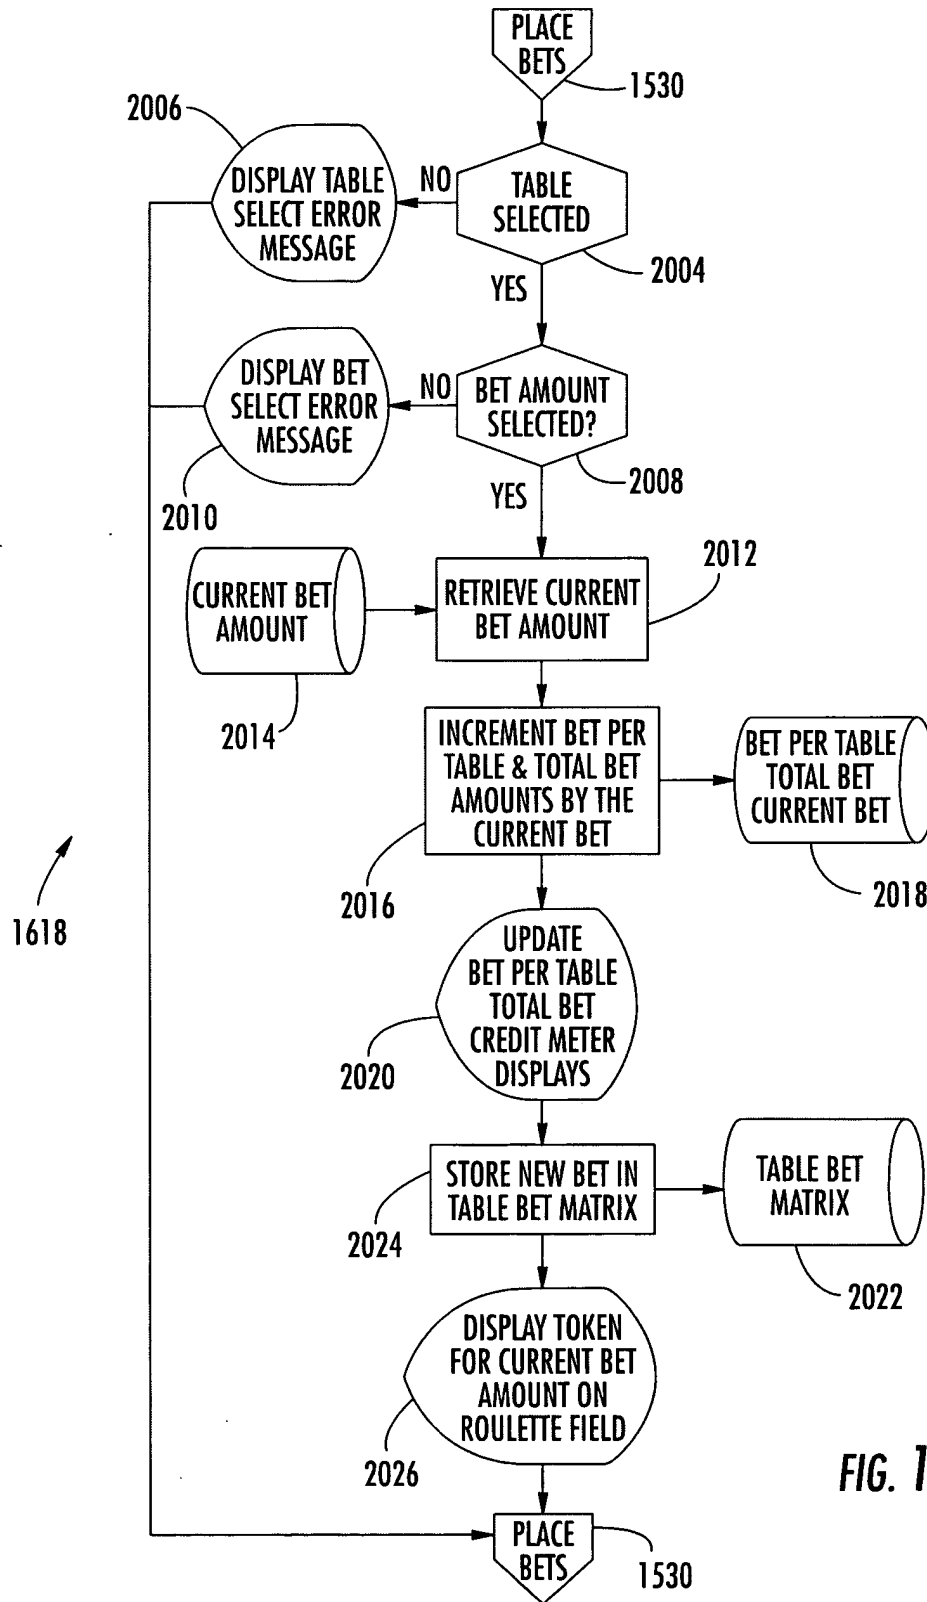 PLACE
BETS
1530
2006
DISPLAY TABLE
SELECT ERROR
MESSAGE
NO
TABLE
SELECTED
2004
YES
DISPLAY BET
SELECT ERROR
MESSAGE
NO
BET AMOUNT
SELECTED?
2010
2008
YES
2012
CURRENT BET
AMOUNT
RETRIEVE CURRENT
BET AMOUNT
2014
INCREMENT BET PER
TABLE & TOTAL BET
AMOUNTS BY THE
CURRENT BET
BET PER TABLE
TOTAL BET
CURRENT BET
2016
2018
1618
UPDATE
BET PER TABLE
TOTAL BET
CREDIT METER
DISPLAYS
2020
STORE NEW BET IN
TABLE BET MATRIX
TABLE BET
MATRIX
2024
2022
DISPLAY TOKEN
FOR CURRENT BET
AMOUNT ON
ROULETTE FIELD
2026
FIG. 1
PLACE
BETS
1530